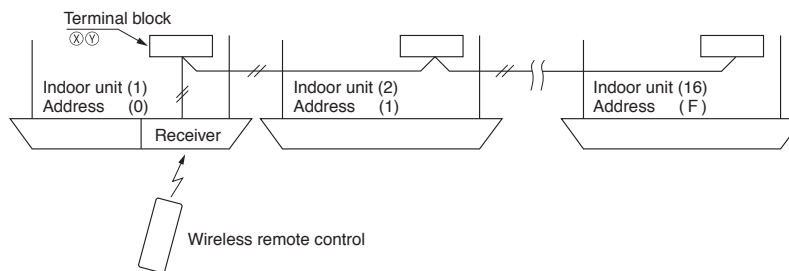 Terminal block
ⓍⓎ
Indoor unit (1)
Address (0)
Indoor unit (2)
Address (1)
Indoor unit (16)
Address (F)
Receiver
Wireless remote control